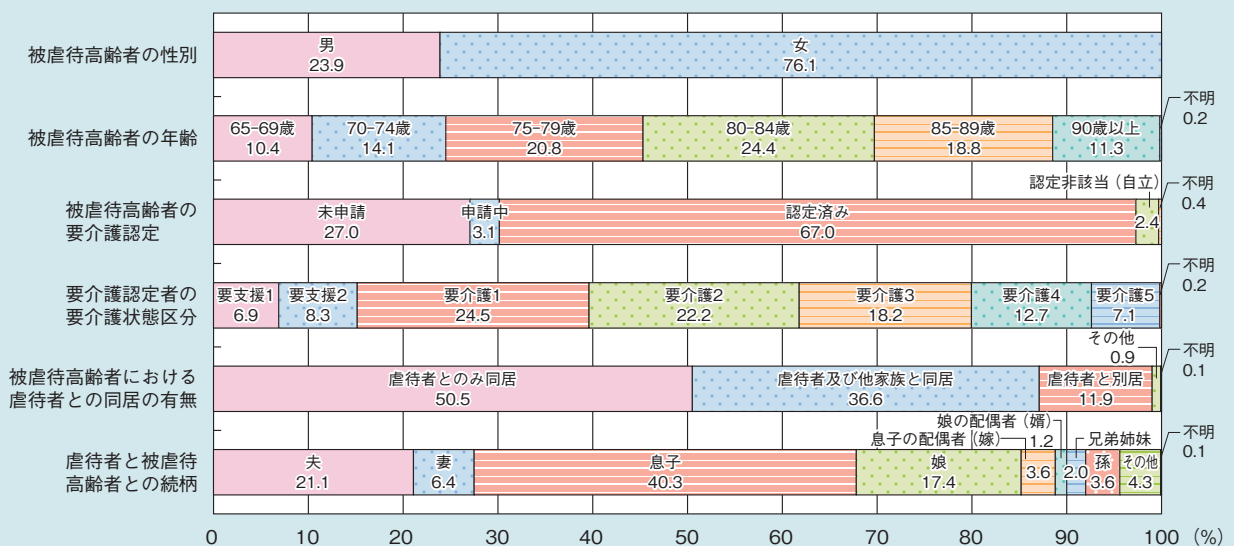 被虐待高齢者の性別
男
23.9
女
76.1
被虐待高齢者の年齢
65-69歳
10.4
70-74歳
14.1
75-79歳
20.8
80-84歳
24.4
85-89歳
18.8
90歳以上
11.3
不明
0.2
被虐待高齢者の
要介護認定
未申請
27.0
申請中
3.1
認定済み
67.0
認定非該当（自立）
2.4
不明
0.4
要介護認定者の
要介護状態区分
要支援1
6.9
要支援2
8.3
要介護1
24.5
要介護2
22.2
要介護3
18.2
要介護4
12.7
要介護5
7.1
不明
0.2
被虐待高齢者における
虐待者との同居の有無
虐待者とのみ同居
50.5
虐待者及び他家族と同居
36.6
虐待者と別居
11.9
その他
0.9
不明
0.1
虐待者と被虐待
高齢者との続柄
夫
21.1
妻
6.4
息子
40.3
娘
17.4
息子の配偶者（嫁）
3.6
娘の配偶者（婿）
1.2
兄弟姉妹
2.0
孫
3.6
その他
4.3
不明
0.1
0 10 20 30 40 50 60 70 80 90 100 (%)